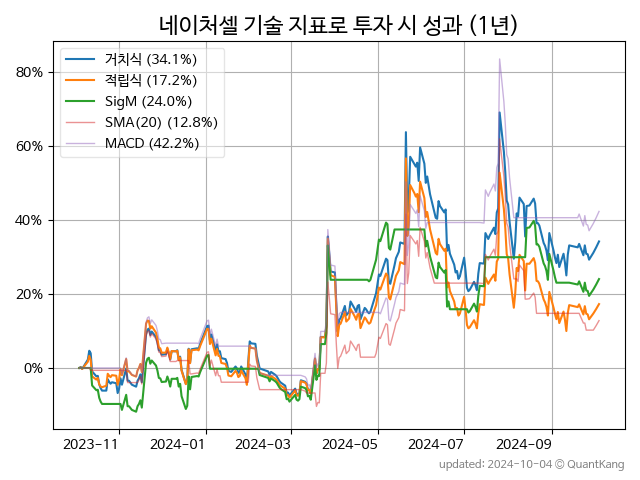 네이처셀 기술 지표로 투자 시 성과 (1년)
거치식 (34.1%)
적립식 (17.2%)
SigM (24.0%)
SMA(20) (12.8%)
MACD (42.2%)
80%
60%
40%
20%
0%
2023-11 2024-01 2024-03 2024-05 2024-07 2024-09
updated: 2024-10-04 © QuantKang